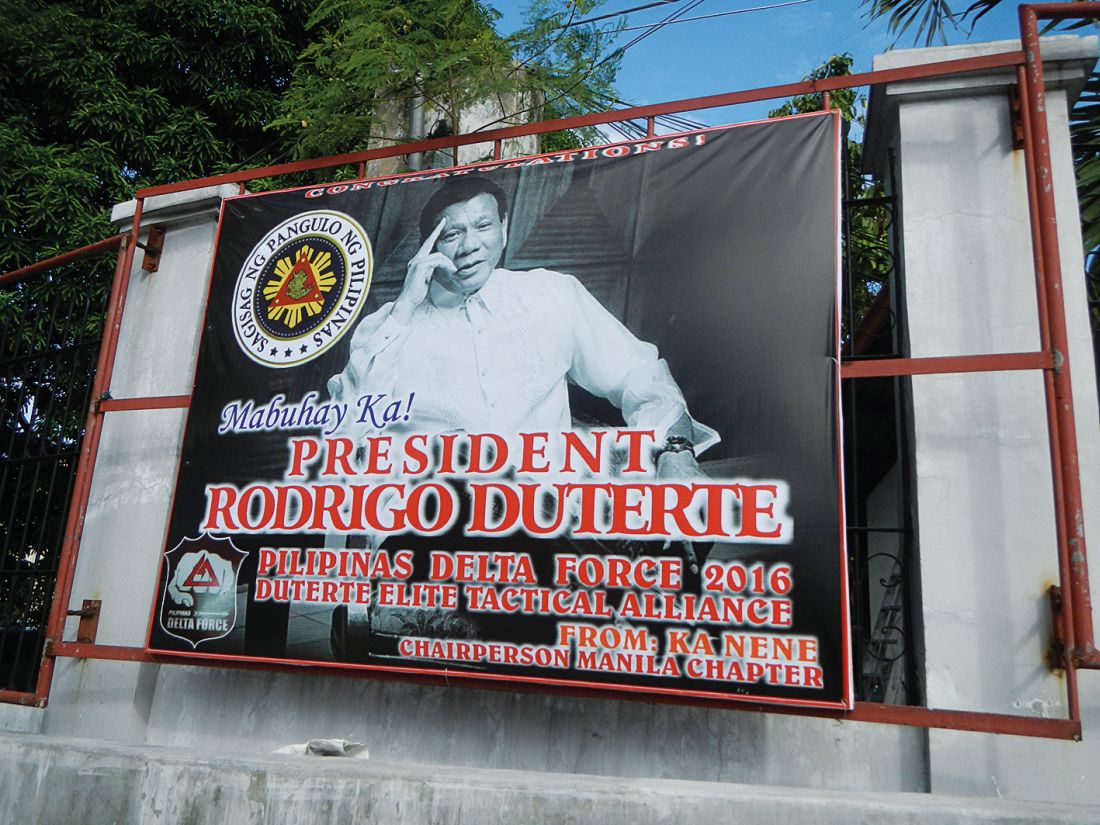 CONGRATULATIONS!
SAGISAG NG PANGULO NG PILIPINAS
Mabuhay Ka!
PRESIDENT
RODRIGO DUTERTE
PILIPINAS DELTA FORCE 2016
DUTERTE ELITE TACTICAL ALLIANCE
FROM: KA NENE
CHAIRPERSON MANILA CHAPTER
PILIPINAS
DELTA FORCE